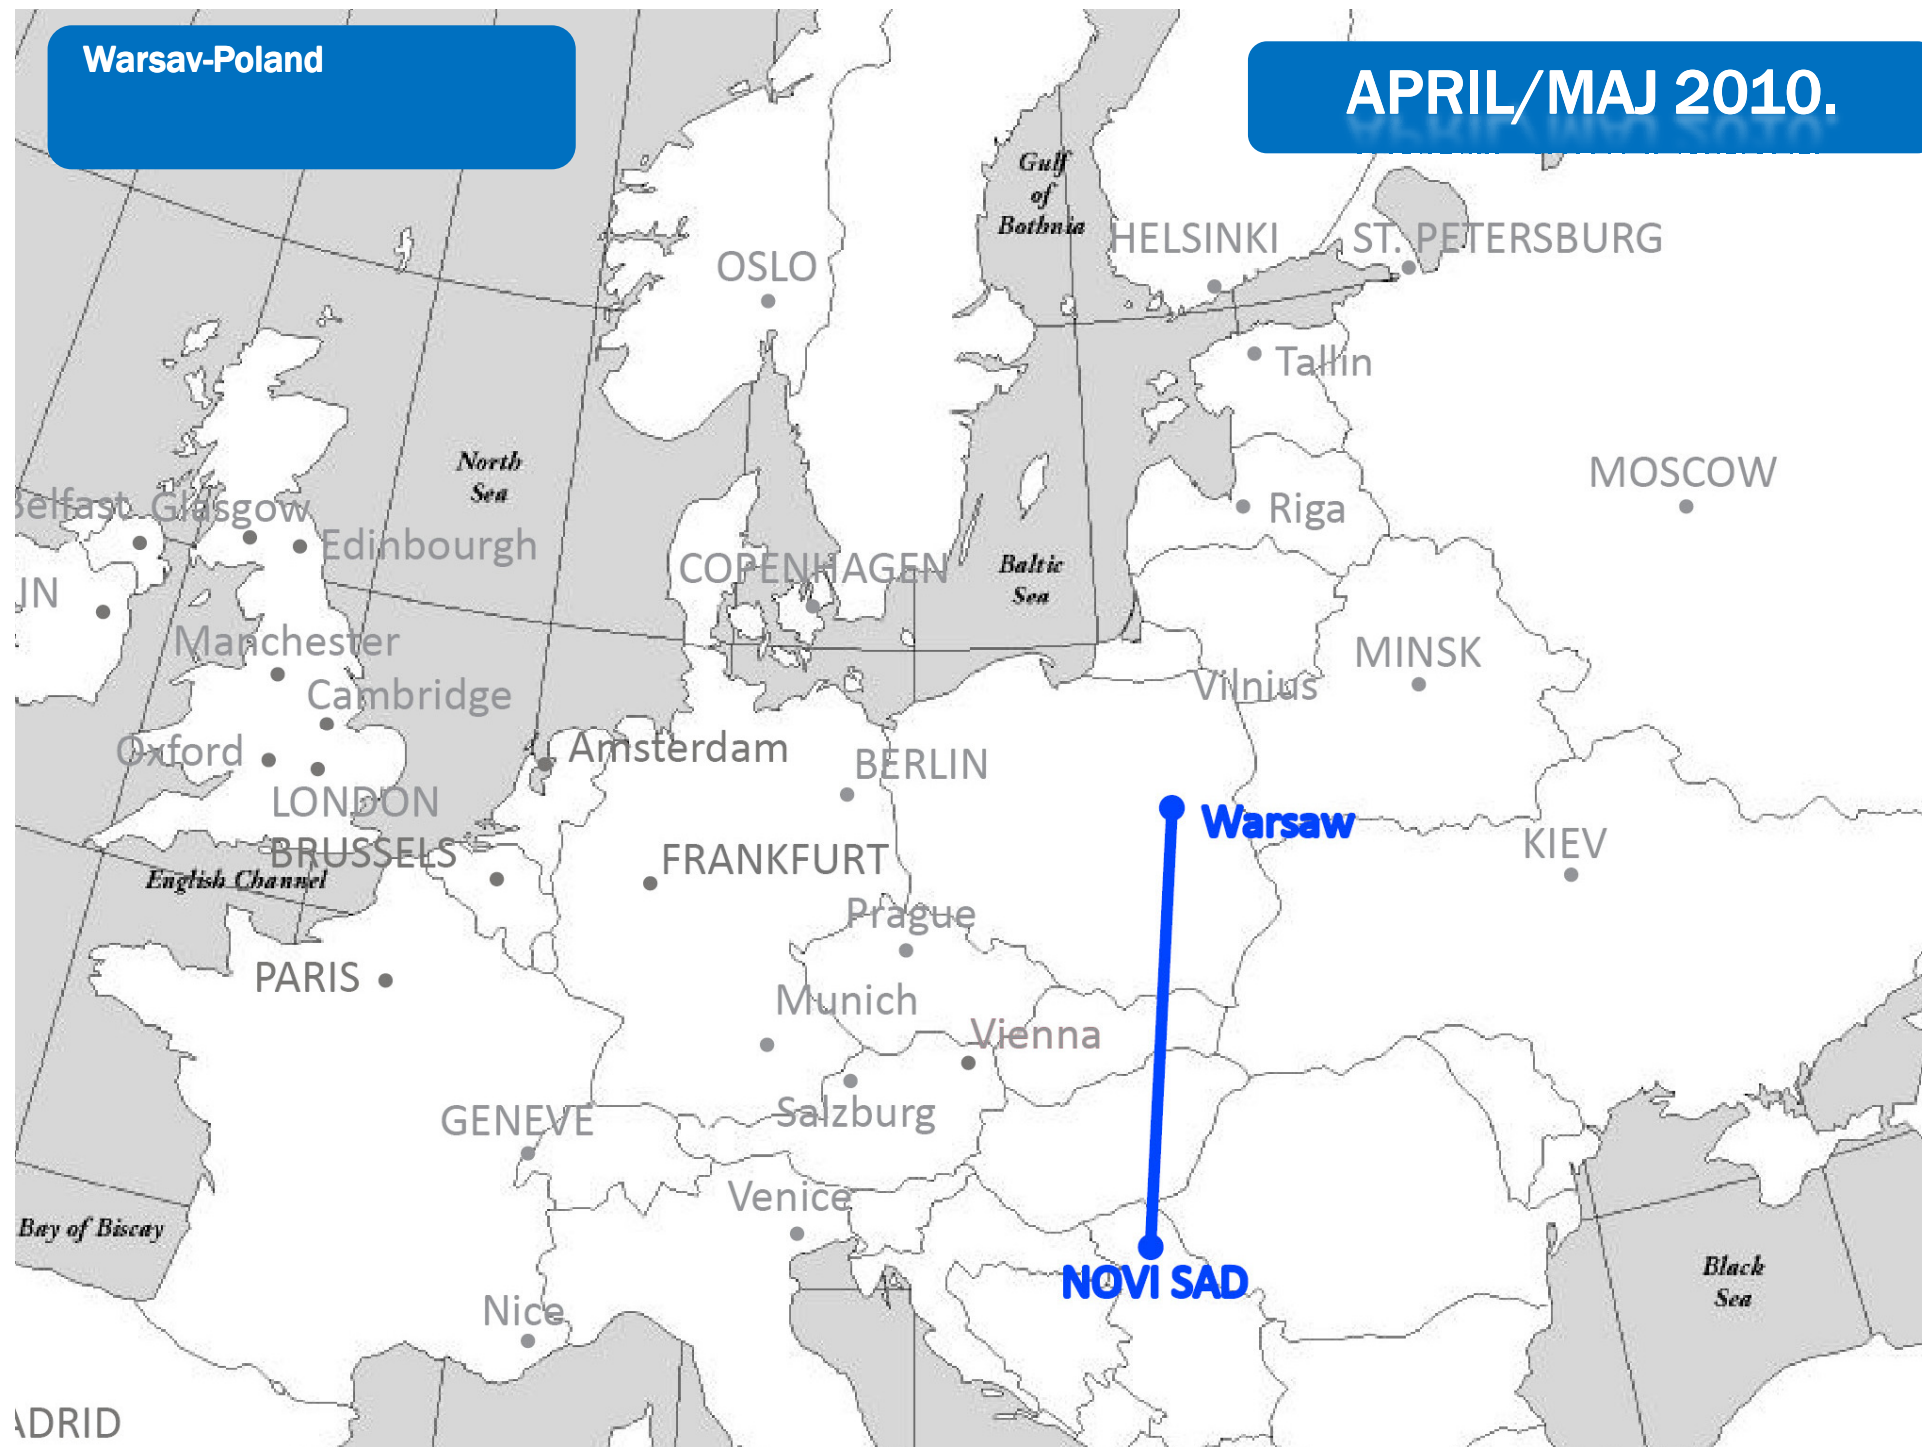 Warsav-Poland
APRIL/MAJ 2010.
Gulf
of
Bothnia
HELSINKI
ST. PETERSBURG
OSLO
Tallin
North
Sea
MOSCOW
Belfast
Glasgow
Riga
Edinbourgh
COPENHAGEN
Baltic
Sea
IN
Manchester
MINSK
Cambridge
Vilnius
Oxford
Amsterdam
BERLIN
LONDON
Warsaw
BRUSSELS
FRANKFURT
KIEV
English Channel
Prague
PARIS
Munich
Vienna
GENEVE
Salzburg
Venice
Bay of Biscay
NOVI SAD
Black
Sea
Nice
ADRID